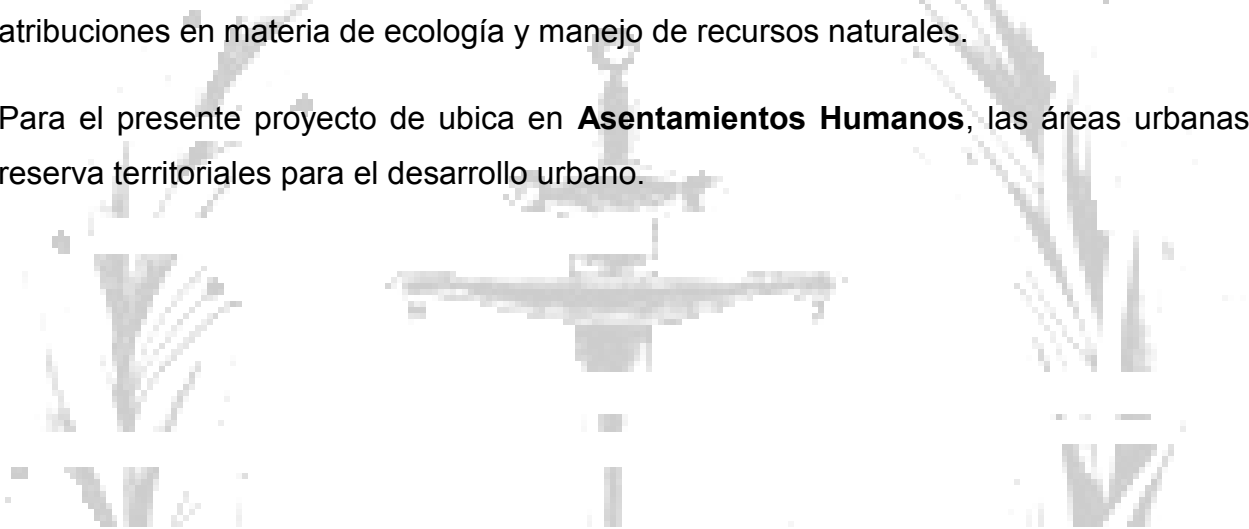 atribuciones en materia de ecología y manejo de recursos naturales.
Para el presente proyecto de ubica en Asentamientos Humanos, las áreas urbanas
reserva territoriales para el desarrollo urbano.